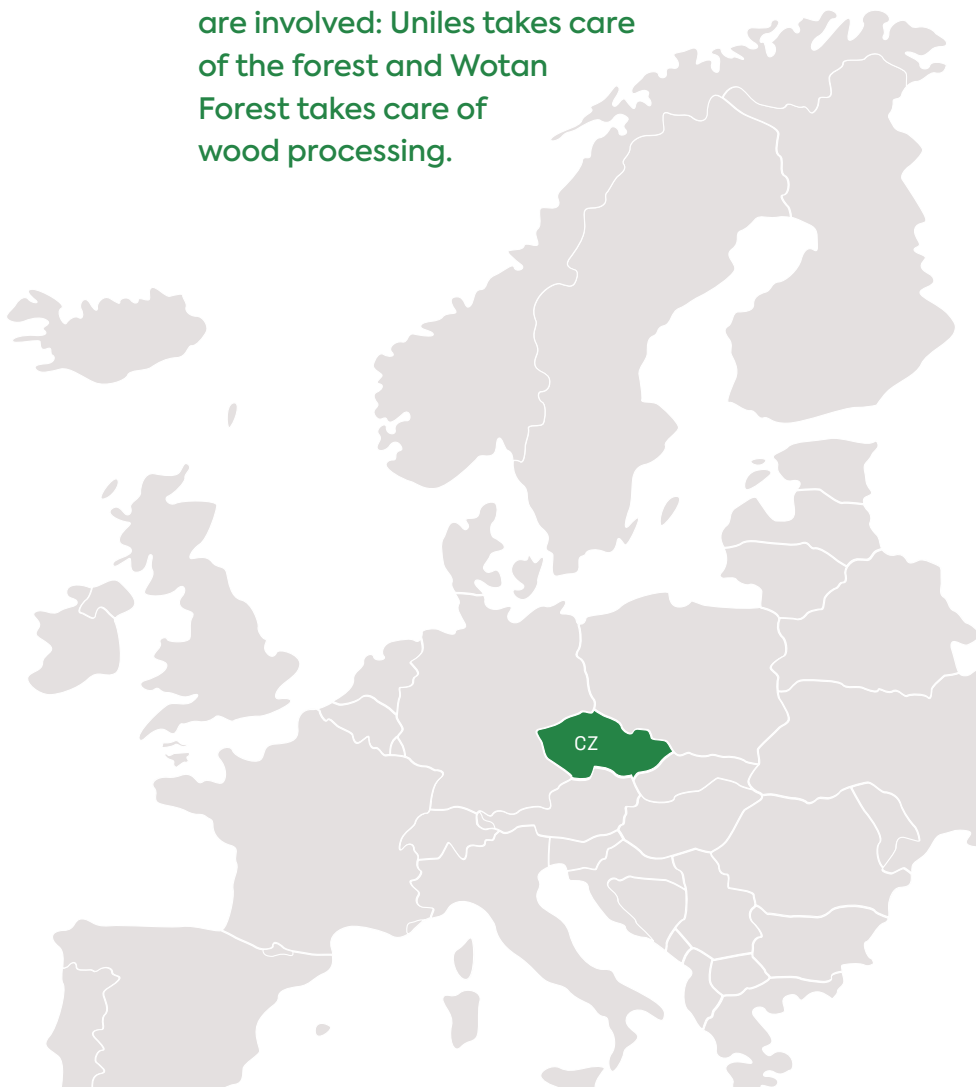 are involved: Uniles takes care
of the forest and Wotan
Forest takes care of
wood processing.
CZ